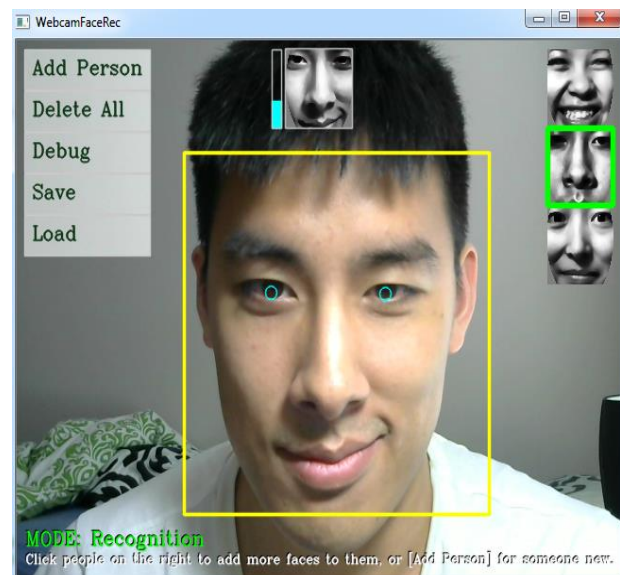 WebcamFaceRec
Add Person
Delete All
Debug
Save
Load
MODE: Recognition
Click people on the right to add more faces to them, or [Add Person] for someone new.